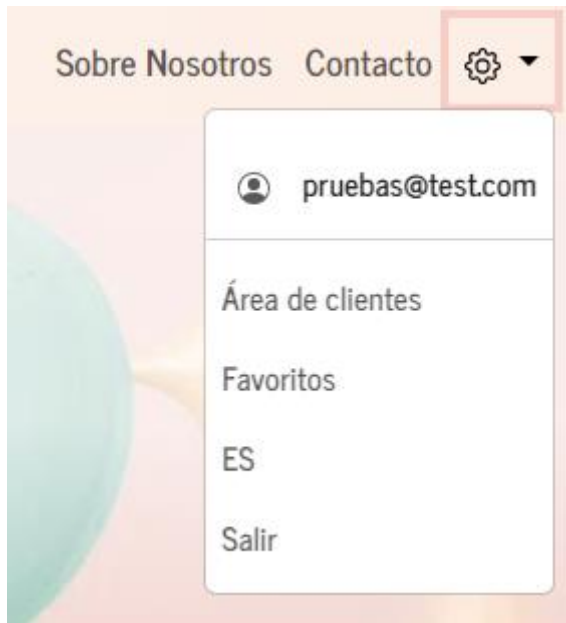 Sobre Nosotros Contacto
pruebas@test.com
Área de clientes
Favoritos
ES
Salir